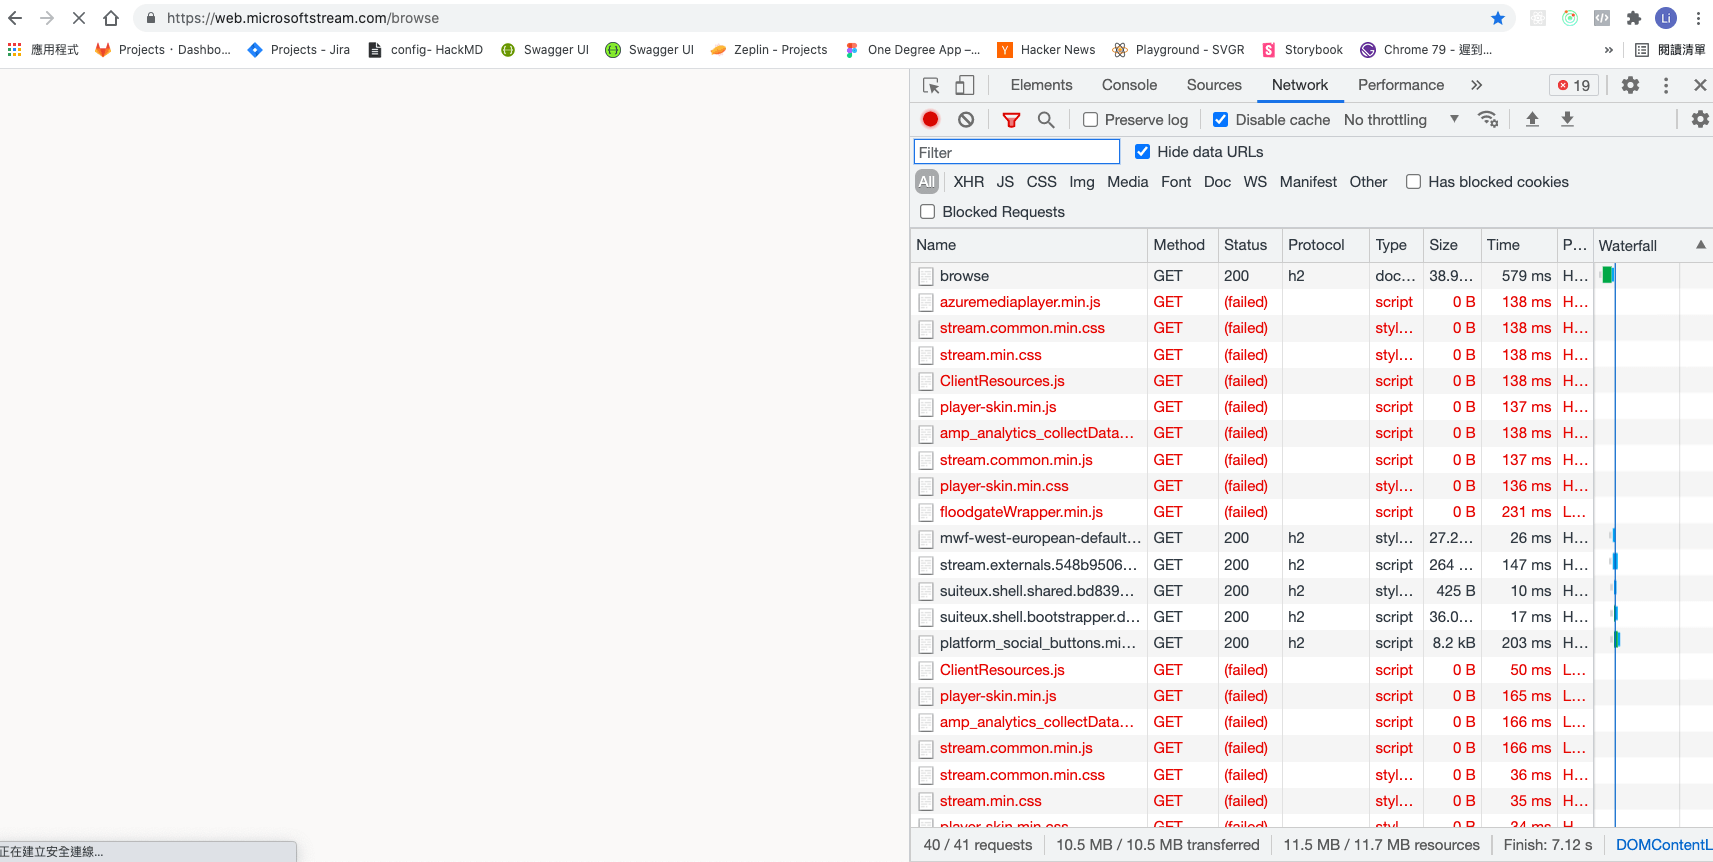 https://web.microsoftstream.com/browse
Li
應用程式 Projects · Dashbo... Projects - Jira config- HackMD Swagger UI Swagger UI Zeplin - Projects One Degree App –... Hacker News Playground - SVGR Storybook Chrome 79 - 遲到... » 閱讀清單
Elements Console Sources Network Performance » 19
Preserve log Disable cache No throttling
Filter Hide data URLs
All XHR JS CSS Img Media Font Doc WS Manifest Other Has blocked cookies
Blocked Requests
Name Method Status Protocol Type Size Time P... Waterfall
browse GET 200 h2 doc... 38.9... 579 ms H...
azuremediaplayer.min.js GET (failed) script 0 B 138 ms H...
stream.common.min.css GET (failed) styl... 0 B 138 ms H...
stream.min.css GET (failed) styl... 0 B 138 ms H...
ClientResources.js GET (failed) script 0 B 138 ms H...
player-skin.min.js GET (failed) script 0 B 137 ms H...
amp_analytics_collectData... GET (failed) script 0 B 138 ms H...
stream.common.min.js GET (failed) script 0 B 137 ms H...
player-skin.min.css GET (failed) styl... 0 B 136 ms H...
floodgateWrapper.min.js GET (failed) script 0 B 231 ms L...
mwf-west-european-default... GET 200 h2 styl... 27.2... 26 ms H...
stream.externals.548b9506... GET 200 h2 script 264 ... 147 ms H...
suiteux.shell.shared.bd839... GET 200 h2 styl... 425 B 10 ms H...
suiteux.shell.bootstrapper.d... GET 200 h2 script 36.0... 17 ms H...
platform_social_buttons.mi... GET 200 h2 script 8.2 kB 203 ms H...
ClientResources.js GET (failed) script 0 B 50 ms L...
player-skin.min.js GET (failed) script 0 B 165 ms L...
amp_analytics_collectData... GET (failed) script 0 B 166 ms L...
stream.common.min.js GET (failed) script 0 B 166 ms L...
stream.common.min.css GET (failed) styl... 0 B 36 ms H...
stream.min.css GET (failed) styl... 0 B 35 ms H...
player-skin.min.css GET (failed) styl... 0 B 34 ms H...
40 / 41 requests 10.5 MB / 10.5 MB transferred 11.5 MB / 11.7 MB resources Finish: 7.12 s DOMContentL
正在建立安全連線...